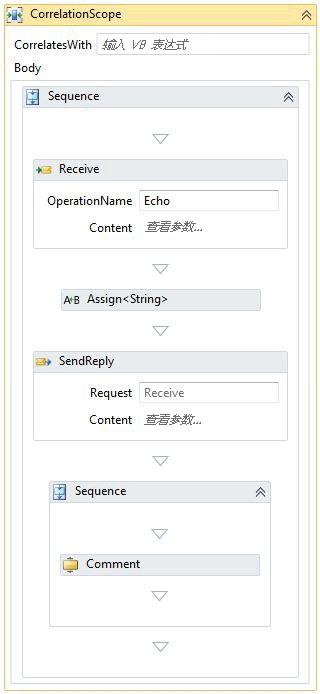 CorrelationScope
CorrelatesWith 输入 VB 表达式
Body
Sequence
Receive
OperationName Echo
Content 查看参数...
A+B Assign<String>
SendReply
Request Receive
Content 查看参数...
Sequence
Comment